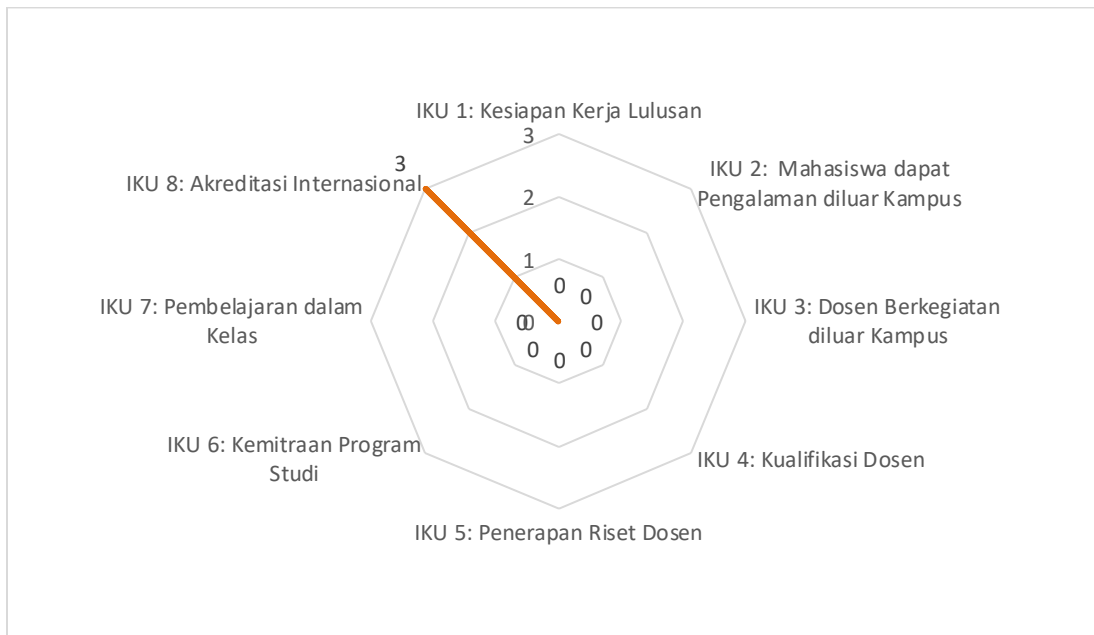 IKU 1: Kesiapan Kerja Lulusan
3
3
IKU 8: Akreditasi Internasional
IKU 2:  Mahasiswa dapat
Pengalaman diluar Kampus
2
1
0
0
IKU 7: Pembelajaran dalam
Kelas
0
0
0
IKU 3: Dosen Berkegiatan
diluar Kampus
0
0
0
IKU 6: Kemitraan Program
Studi
IKU 4: Kualifikasi Dosen
IKU 5: Penerapan Riset Dosen